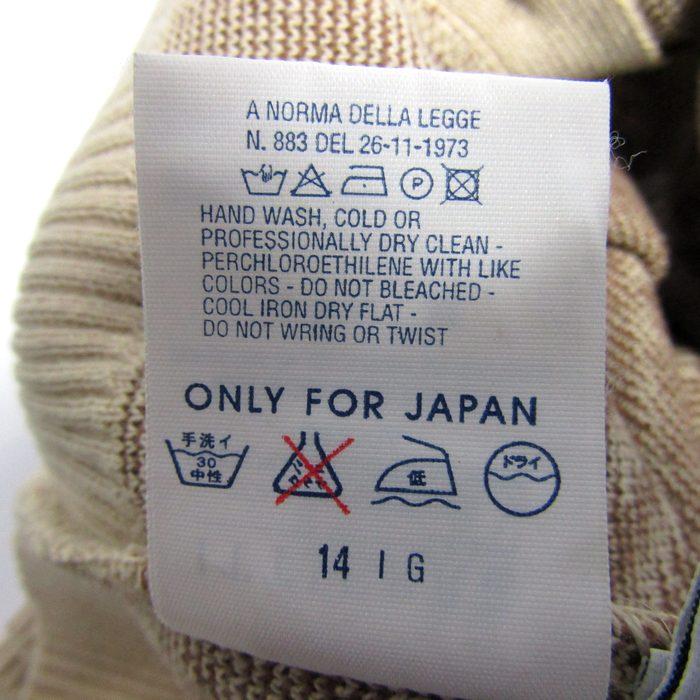 A NORMA DELLA LEGGE
N. 883 DEL 26-11-1973
P
HAND WASH, COLD OR
PROFESSIONALLY DRY CLEAN -
PERCHLOROETHILENE WITH LIKE
COLORS - DO NOT BLEACHED -
COOL IRON DRY FLAT -
DO NOT WRING OR TWIST
ONLY FOR JAPAN
手洗イ
30
中性
低
ドライ
14 I G